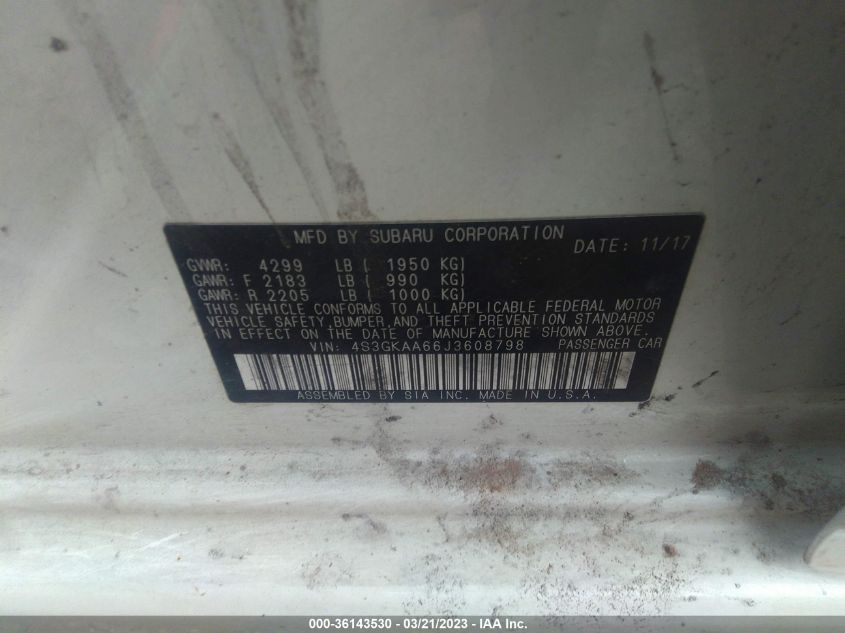 MFD BY SUBARU CORPORATION DATE: 11/17
GVWR: 4299 LB ( 1950 KG)
GAWR: F 2183 LB ( 990 KG)
GAWR: R 2205 LB ( 1000 KG)
THIS VEHICLE CONFORMS TO ALL APPLICABLE FEDERAL MOTOR
VEHICLE SAFETY, BUMPER, AND THEFT PREVENTION STANDARDS
IN EFFECT ON THE DATE OF MANUFACTURE SHOWN ABOVE.
VIN: 4S3GKAA66J3608798 PASSENGER CAR
ASSEMBLED BY SIA INC. MADE IN U.S.A.
000-36143530 - 03/21/2023 - IAA Inc.